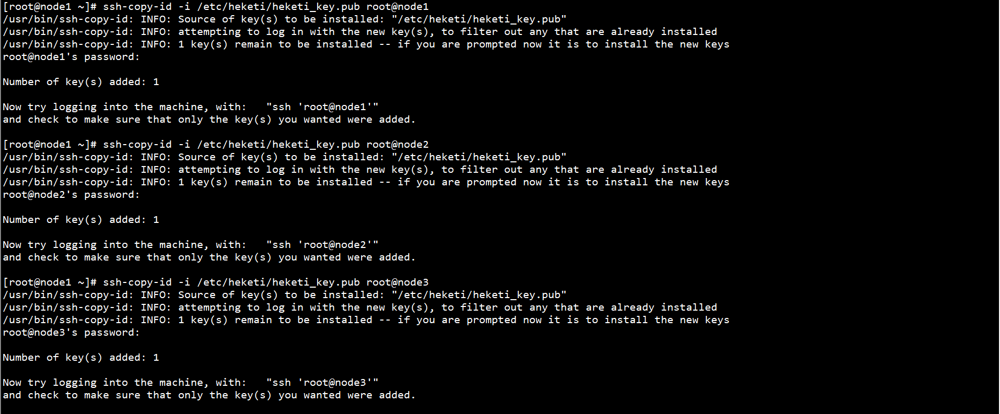 [root@node1 ~]# ssh-copy-id -i /etc/heketi/heketi_key.pub root@node1
/usr/bin/ssh-copy-id: INFO: Source of key(s) to be installed: "/etc/heketi/heketi_key.pub"
/usr/bin/ssh-copy-id: INFO: attempting to log in with the new key(s), to filter out any that are already installed
/usr/bin/ssh-copy-id: INFO: 1 key(s) remain to be installed -- if you are prompted now it is to install the new keys
root@node1's password:
Number of key(s) added: 1
Now try logging into the machine, with:   "ssh 'root@node1'"
and check to make sure that only the key(s) you wanted were added.
[root@node1 ~]# ssh-copy-id -i /etc/heketi/heketi_key.pub root@node2
/usr/bin/ssh-copy-id: INFO: Source of key(s) to be installed: "/etc/heketi/heketi_key.pub"
/usr/bin/ssh-copy-id: INFO: attempting to log in with the new key(s), to filter out any that are already installed
/usr/bin/ssh-copy-id: INFO: 1 key(s) remain to be installed -- if you are prompted now it is to install the new keys
root@node2's password:
Number of key(s) added: 1
Now try logging into the machine, with:   "ssh 'root@node2'"
and check to make sure that only the key(s) you wanted were added.
[root@node1 ~]# ssh-copy-id -i /etc/heketi/heketi_key.pub root@node3
/usr/bin/ssh-copy-id: INFO: Source of key(s) to be installed: "/etc/heketi/heketi_key.pub"
/usr/bin/ssh-copy-id: INFO: attempting to log in with the new key(s), to filter out any that are already installed
/usr/bin/ssh-copy-id: INFO: 1 key(s) remain to be installed -- if you are prompted now it is to install the new keys
root@node3's password:
Number of key(s) added: 1
Now try logging into the machine, with:   "ssh 'root@node3'"
and check to make sure that only the key(s) you wanted were added.